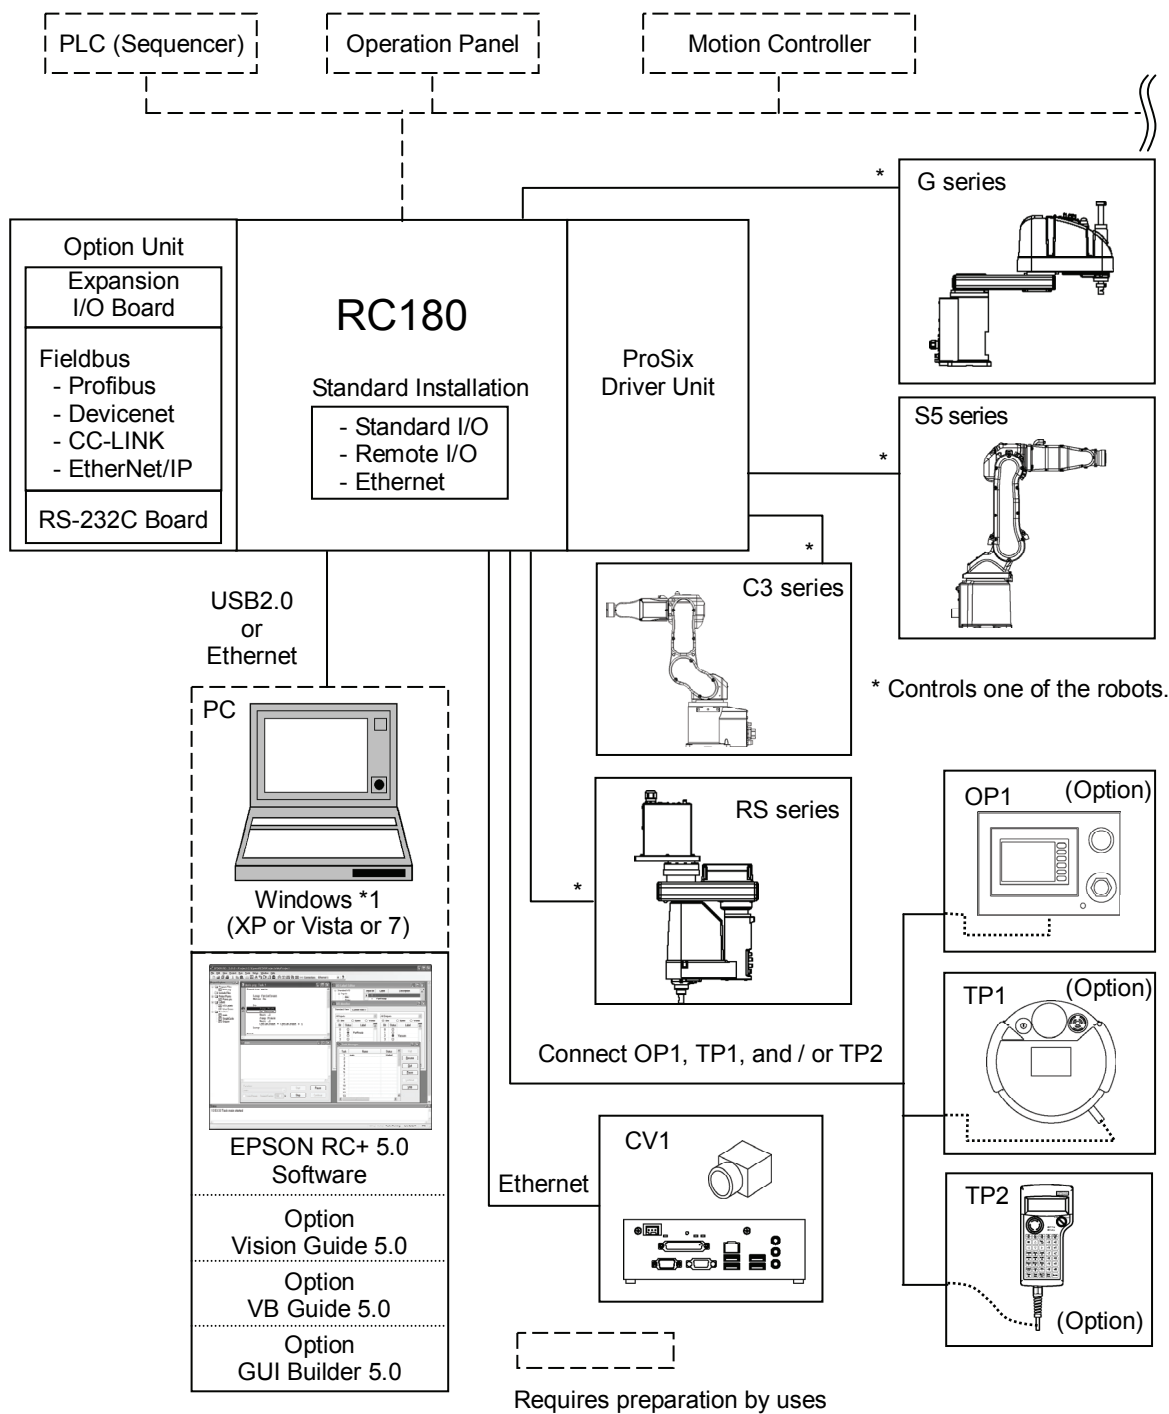 PLC (Sequencer)
Operation Panel
Motion Controller
*
G series
Option Unit
Expansion
I/O Board
Fieldbus
- Profibus
- Devicenet
- CC-LINK
- EtherNet/IP
RS-232C Board
RC180
Standard Installation
- Standard I/O
- Remote I/O
- Ethernet
ProSix
Driver Unit
*
S5 series
*
C3 series
USB2.0
or
Ethernet
* Controls one of the robots.
PC
Windows *1
(XP or Vista or 7)
*
RS series
OP1
(Option)
TP1
(Option)
Connect OP1, TP1, and / or TP2
EPSON RC+ 5.0
Software
Option
Vision Guide 5.0
Option
VB Guide 5.0
Option
GUI Builder 5.0
Ethernet
CV1
TP2
(Option)
Requires preparation by uses